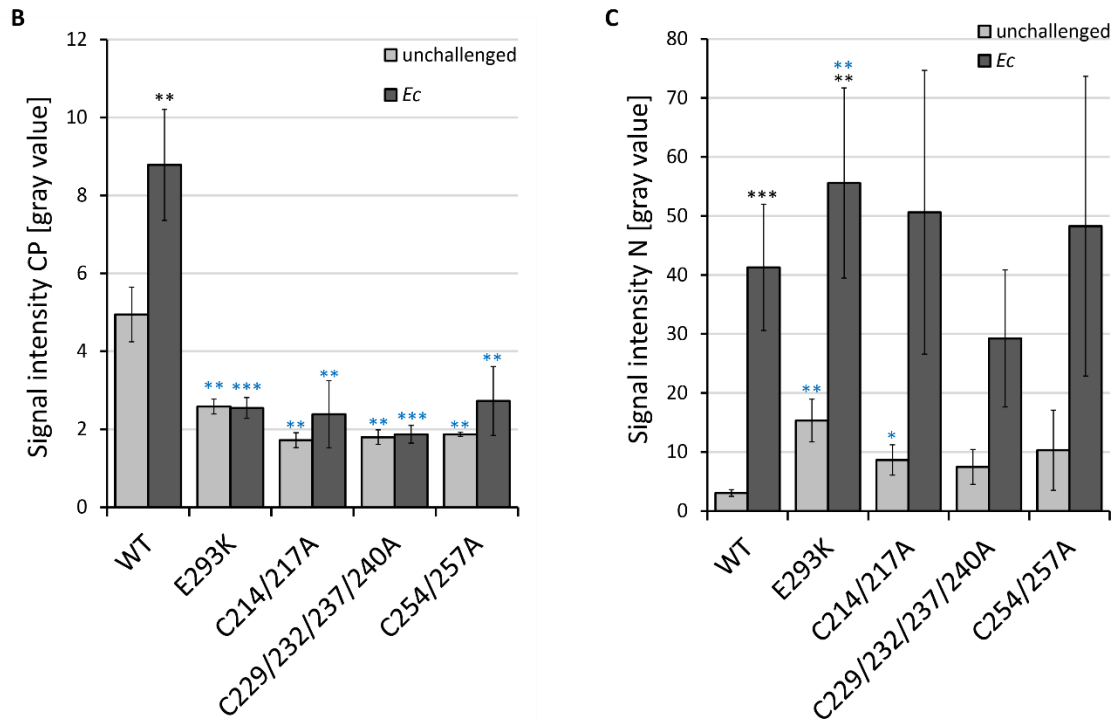 B
Signal intensity CP [gray value]
12
10
8
6
4
2
0
unchallenged
Ec
**
**
***
**
**
**
***
**
**
WT
E293K
C214/217A
C229/232/237/240A
C254/257A
C
Signal intensity N [gray value]
80
70
60
50
40
30
20
10
0
unchallenged
Ec
***
**
**
**
*
WT
E293K
C214/217A
C229/232/237/240A
C254/257A